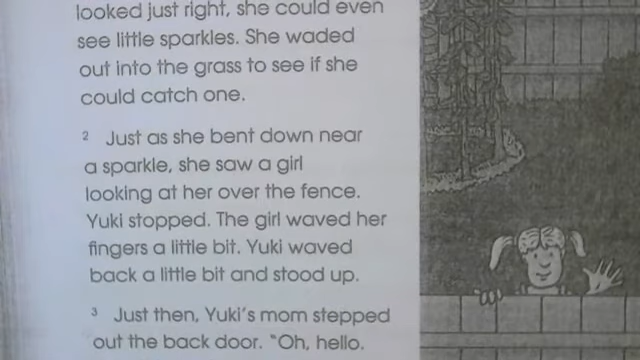 looked just right, she could even
see little sparkles. She waded
out into the grass to see if she
could catch one.
2 Just as she bent down near
a sparkle, she saw a girl
looking at her over the fence.
Yuki stopped. The girl waved her
fingers a little bit. Yuki waved
back a little bit and stood up.
3 Just then, Yuki's mom stepped
out the back door. "Oh, hello.